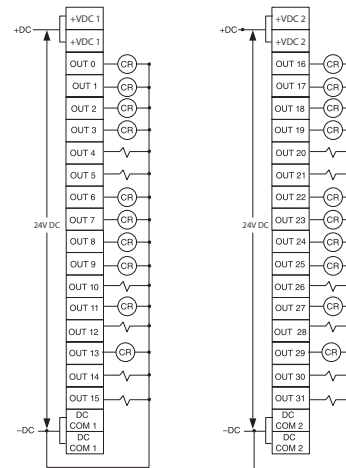 +VDC 1
+DC
+VDC 1
OUT 0 CR
OUT 1 CR
OUT 2 CR
OUT 3 CR
OUT 4
OUT 5
OUT 6 CR
OUT 7 CR
24V DC
OUT 8 CR
OUT 9 CR
OUT 10
OUT 11 CR
OUT 12
OUT 13 CR
OUT 14
OUT 15
-DC
DC
COM 1
DC
COM 1
+VDC 2
+DC
+VDC 2
OUT 16 CR
OUT 17 CR
OUT 18 CR
OUT 19 CR
OUT 20
OUT 21
OUT 22 CR
OUT 23 CR
24V DC
OUT 24 CR
OUT 25 CR
OUT 26
OUT 27 CR
OUT 28
OUT 29 CR
OUT 30
OUT 31
-DC
DC
COM 2
DC
COM 2